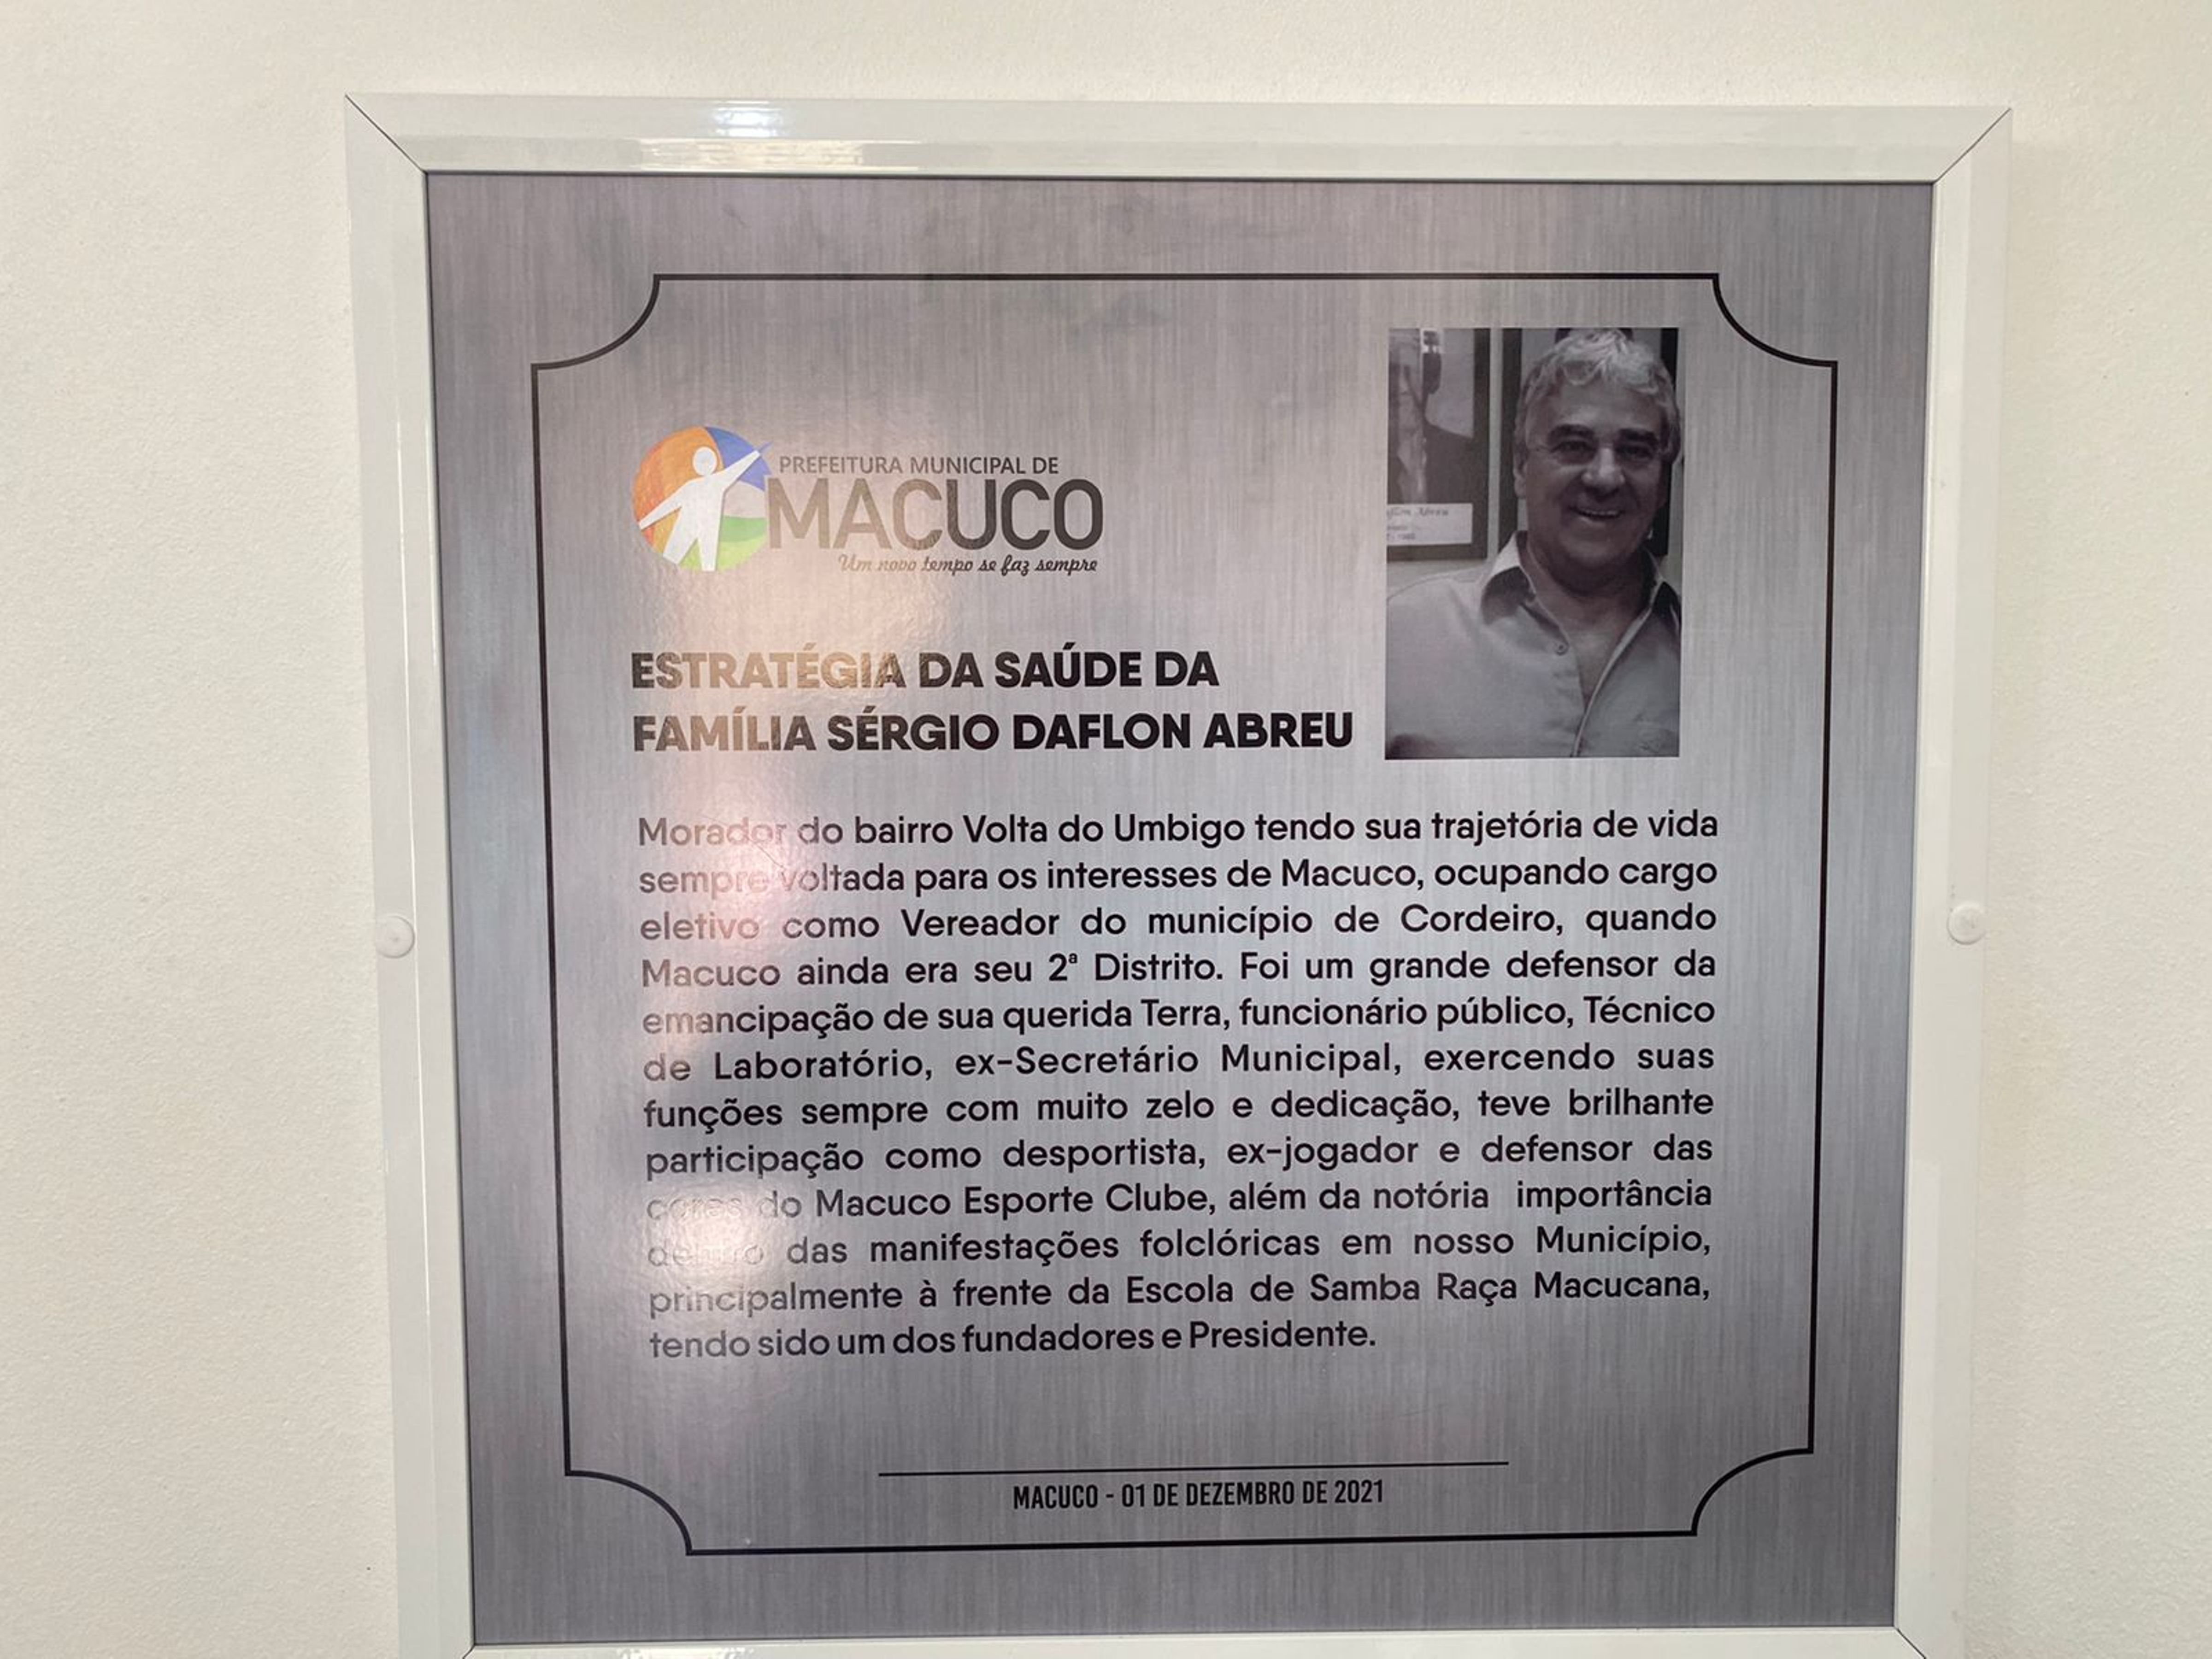 PREFEITURA MUNICIPAL DE
MACUCO
Um novo tempo se faz sempre
ESTRATÉGIA DA SAÚDE DA
FAMÍLIA SÉRGIO DAFLON ABREU
Morador do bairro Volta do Umbigo tendo sua trajetória de vida
sempre voltada para os interesses de Macuco, ocupando cargo
eletivo como Vereador do município de Cordeiro, quando
Macuco ainda era seu 2ª Distrito. Foi um grande defensor da
emancipação de sua querida Terra, funcionário público, Técnico
de Laboratório, ex-Secretário Municipal, exercendo suas
funções sempre com muito zelo e dedicação, teve brilhante
participação como desportista, ex-jogador e defensor das
cores do Macuco Esporte Clube, além da notória importância
dentro das manifestações folclóricas em nosso Município,
principalmente à frente da Escola de Samba Raça Macucana,
tendo sido um dos fundadores e Presidente.
MACUCO - 01 DE DEZEMBRO DE 2021